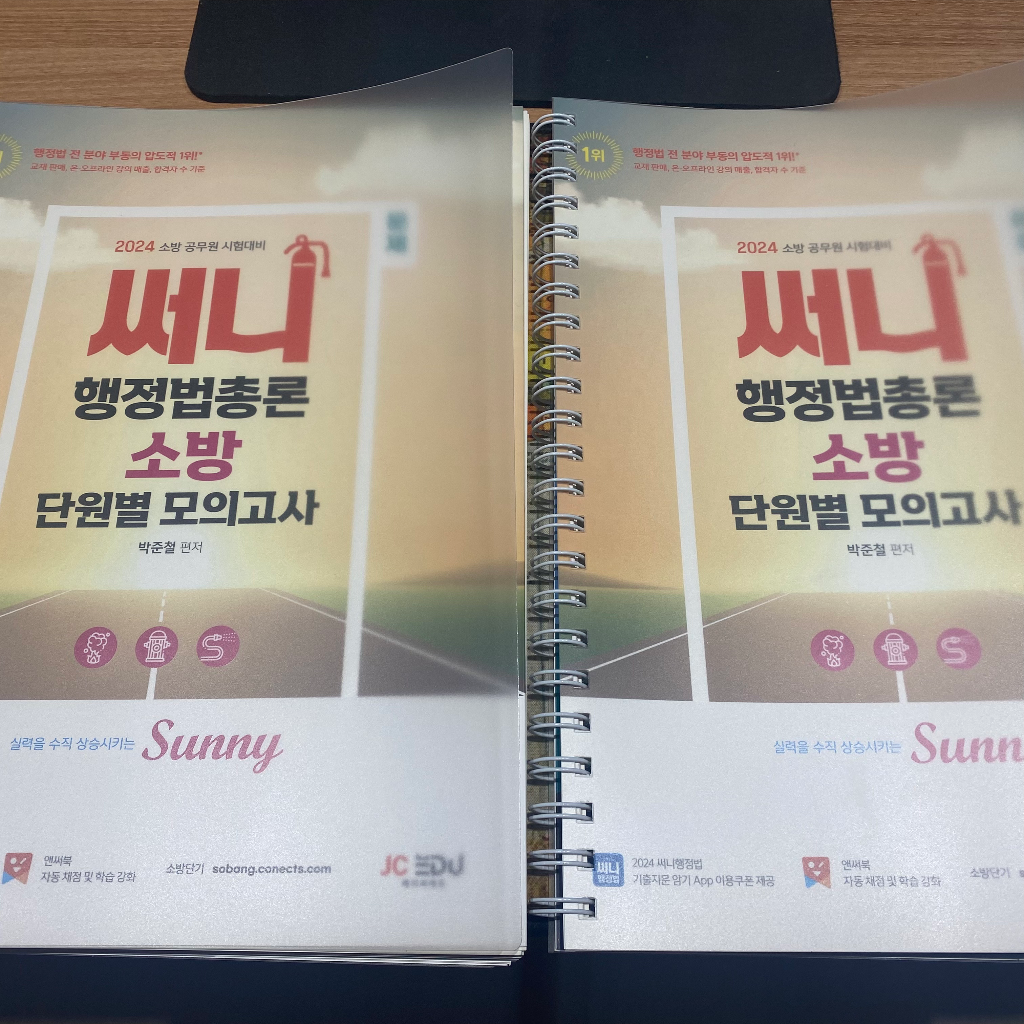 행정법 전 분야 부동의 압도적 1위!*
교재 판매, 온·오프라인 강의 매출, 합격자 수 기준
문제
2024 소방 공무원 시험대비
써니
행정법총론
소방
단원별 모의고사
박준철 편저
실력을 수직 상승시키는 Sunny
앤써북
자동 채점 및 학습 강화
소방단기 sobang.conects.com
JC EDU
1위
행정법 전 분야 부동의 압도적 1위!*
교재 판매, 온·오프라인 강의 매출, 합격자 수 기준
2024 소방 공무원 시험대비
써니
행정법총론
소방
단원별 모의고사
박준철 편저
실력을 수직 상승시키는 Sunn
써니
행정법
2024 써니행정법
기출지문 암기 App 이용쿠폰 제공
앤써북
자동 채점 및 학습 강화
소방단기